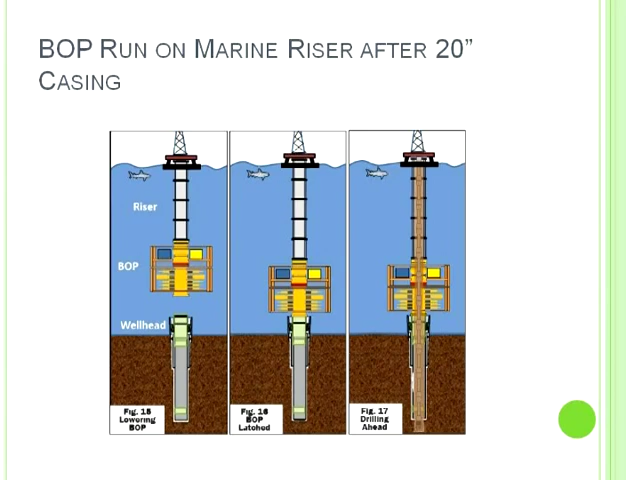 BOP RUN ON MARINE RISER AFTER 20”
CASING
Riser
BOP
Wellhead
Fig. 15
Lowering
BOP
Fig. 16
BOP
Latched
Fig. 17
Drilling
Ahead